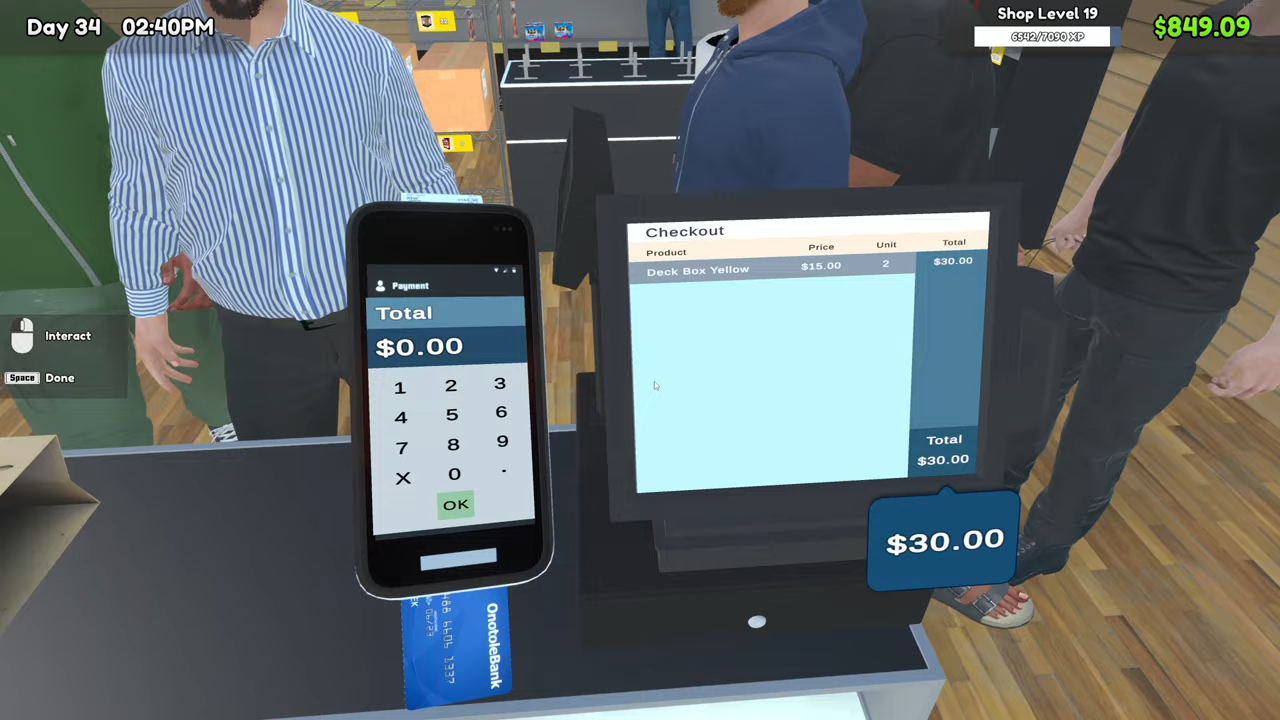 Day 34 02:40PM
Shop Level 19
6542/7090 XP
$849.09
Interact
Space Done
Payment
Total
$0.00
1 2 3
4 5 6
7 8 9
X 0 .
OK
Checkout
Product Price Unit Total
Deck Box Yellow $15.00 2 $30.00
Total
$30.00
$30.00
OnotoleBank